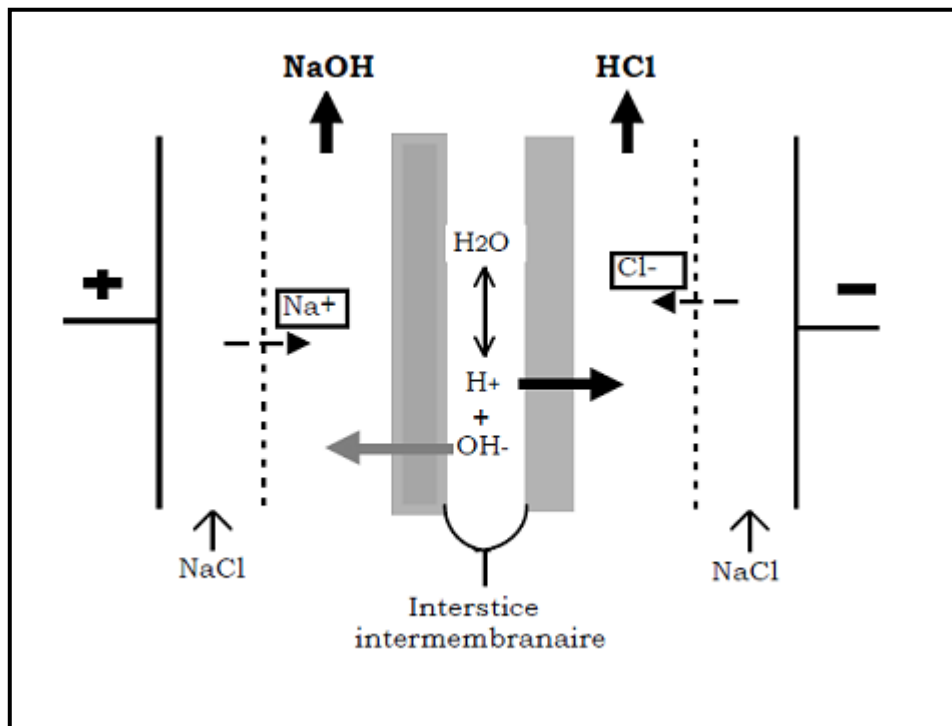 NaOH
HCl
H2O
Cl-
+
-
Na+
H+
+
OH-
NaCl
NaCl
Interstice
intermembranaire